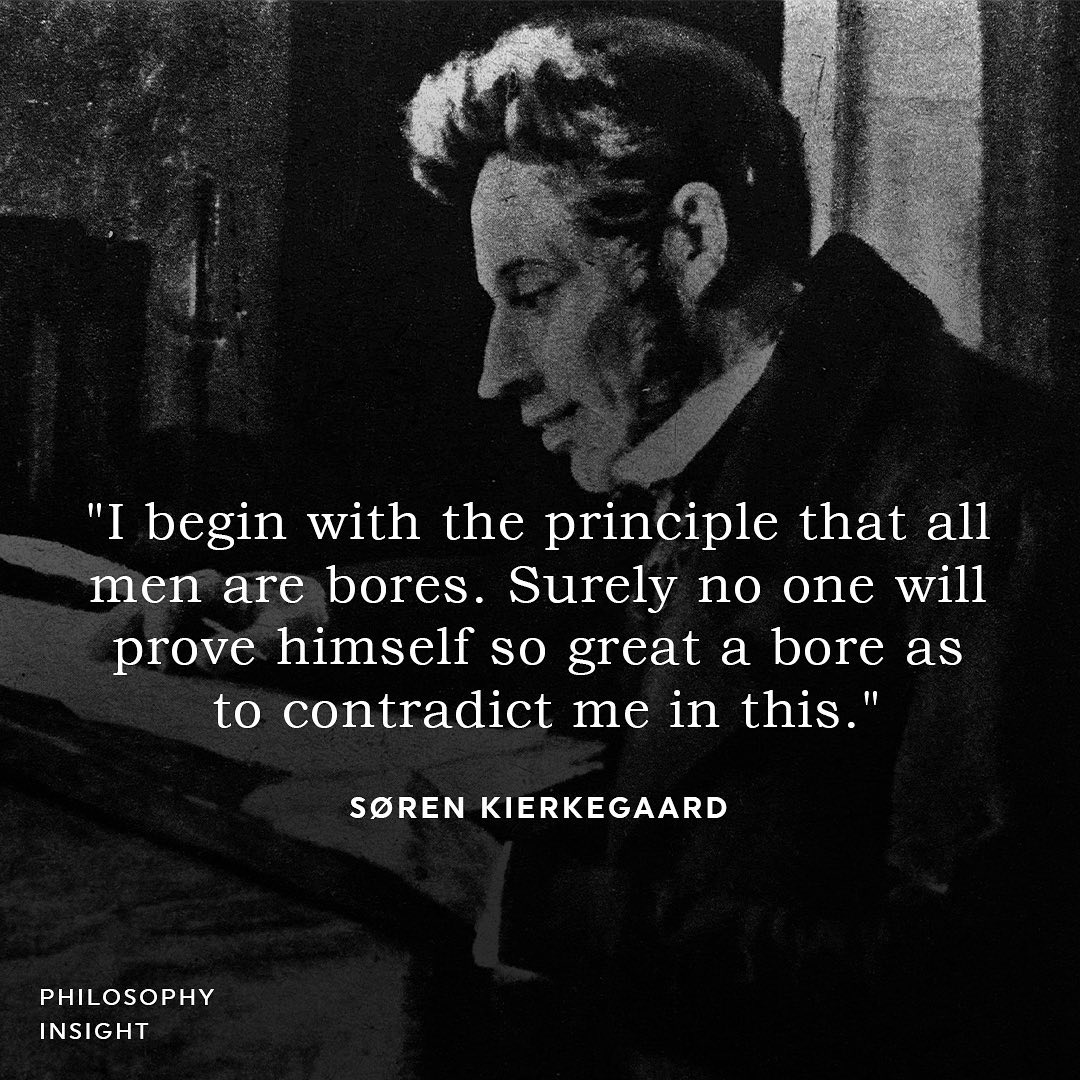 "I begin with the principle that all
men are bores. Surely no one will
prove himself so great a bore as
to contradict me in this."
SØREN KIERKEGAARD
PHILOSOPHY
INSIGHT